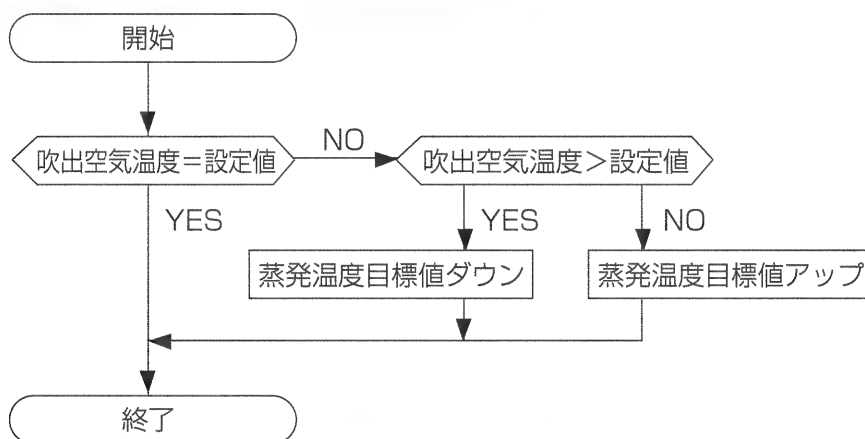 開始
吹出空気温度＝設定値
NO
吹出空気温度＞設定値
YES
YES
NO
蒸発温度目標値ダウン
蒸発温度目標値アップ
終了